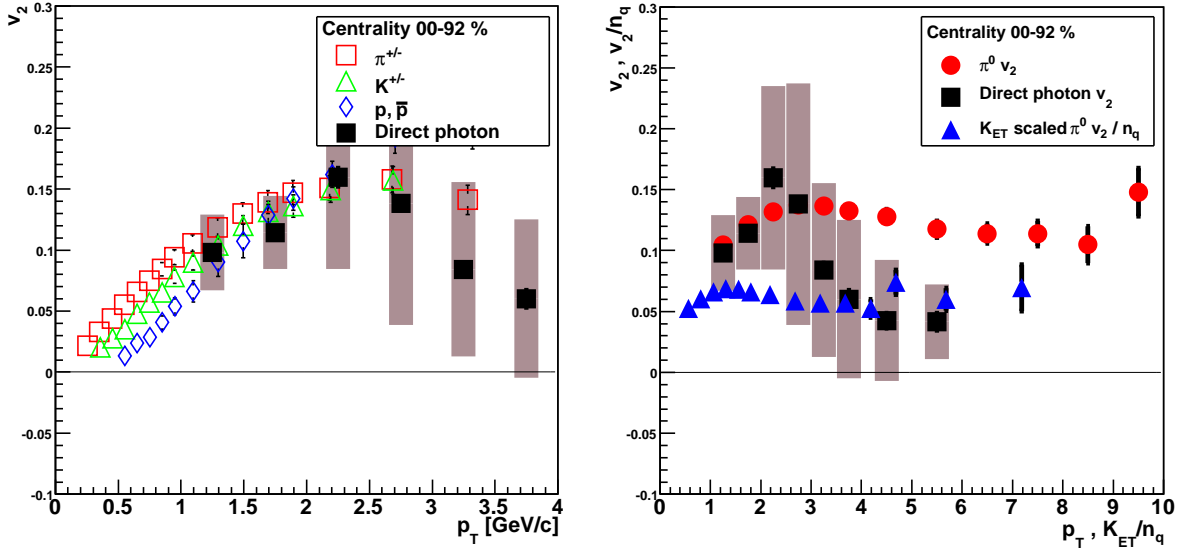 v2
0.3
0.25
0.2
0.15
0.1
0.05
0
-0.05
-0.1
Centrality 00-92 %
π+/-
K+/-
p, p̅
Direct photon
0 0.5 1 1.5 2 2.5 3 3.5 4
pT [GeV/c]
v2 , v2/nq
0.3
0.25
0.2
0.15
0.1
0.05
0
-0.05
-0.1
Centrality 00-92 %
π0 v2
Direct photon v2
KET scaled π0 v2 / nq
0 1 2 3 4 5 6 7 8 9 10
pT , KET/nq